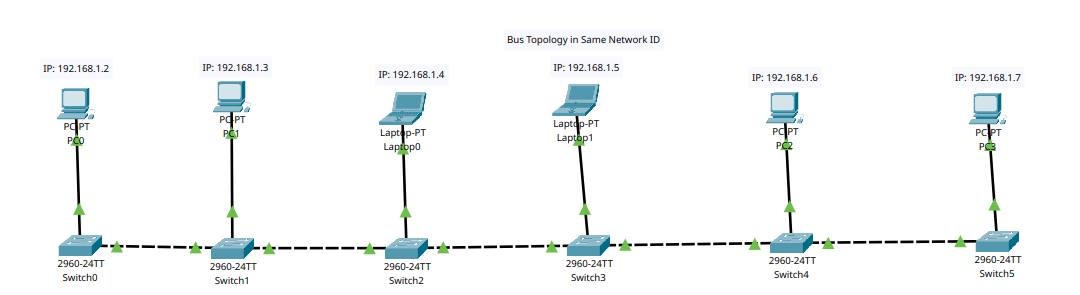 Bus Topology in Same Network ID
IP: 192.168.1.2
IP: 192.168.1.3
IP: 192.168.1.4
IP: 192.168.1.5
IP: 192.168.1.6
IP: 192.168.1.7
PC-PT
PC0
PC-PT
PC1
Laptop-PT
Laptop0
Laptop-PT
Laptop1
PC-PT
PC2
PC-PT
PC3
2960-24TT
Switch0
2960-24TT
Switch1
2960-24TT
Switch2
2960-24TT
Switch3
2960-24TT
Switch4
2960-24TT
Switch5